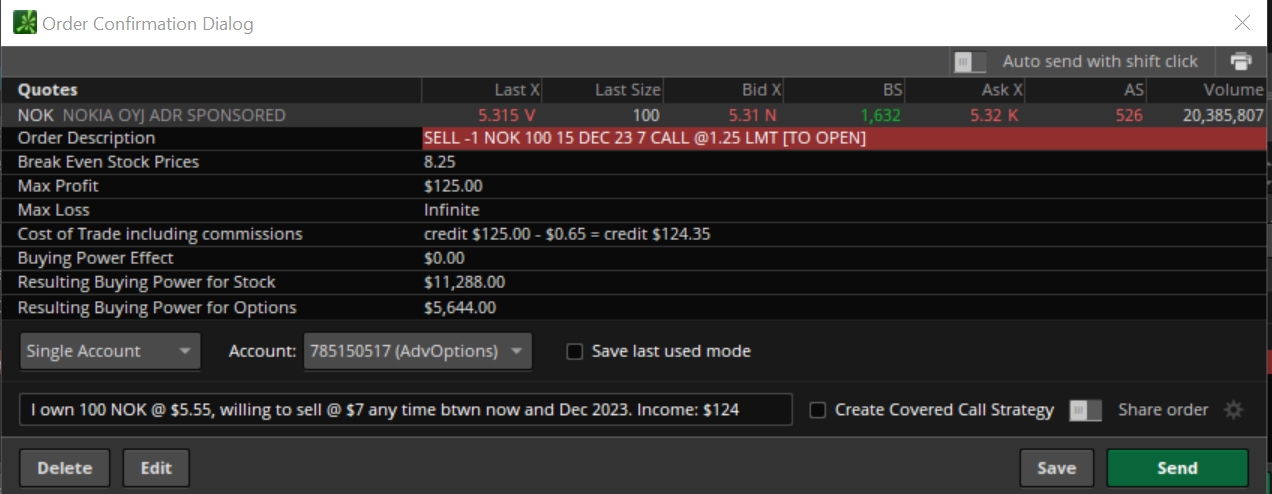 Order Confirmation Dialog
Auto send with shift click
Quotes Last X Last Size Bid X BS Ask X AS Volume
NOK NOKIA OYJ ADR SPONSORED 5.315 V 100 5.31 N 1,632 5.32 K 526 20,385,807
Order Description SELL -1 NOK 100 15 DEC 23 7 CALL @1.25 LMT [TO OPEN]
Break Even Stock Prices 8.25
Max Profit $125.00
Max Loss Infinite
Cost of Trade including commissions credit $125.00 - $0.65 = credit $124.35
Buying Power Effect $0.00
Resulting Buying Power for Stock $11,288.00
Resulting Buying Power for Options $5,644.00
Single Account Account: 785150517 (AdvOptions) Save last used mode
I own 100 NOK @ $5.55, willing to sell @ $7 any time btwn now and Dec 2023. Income: $124 Create Covered Call Strategy Share order
Delete Edit Save Send